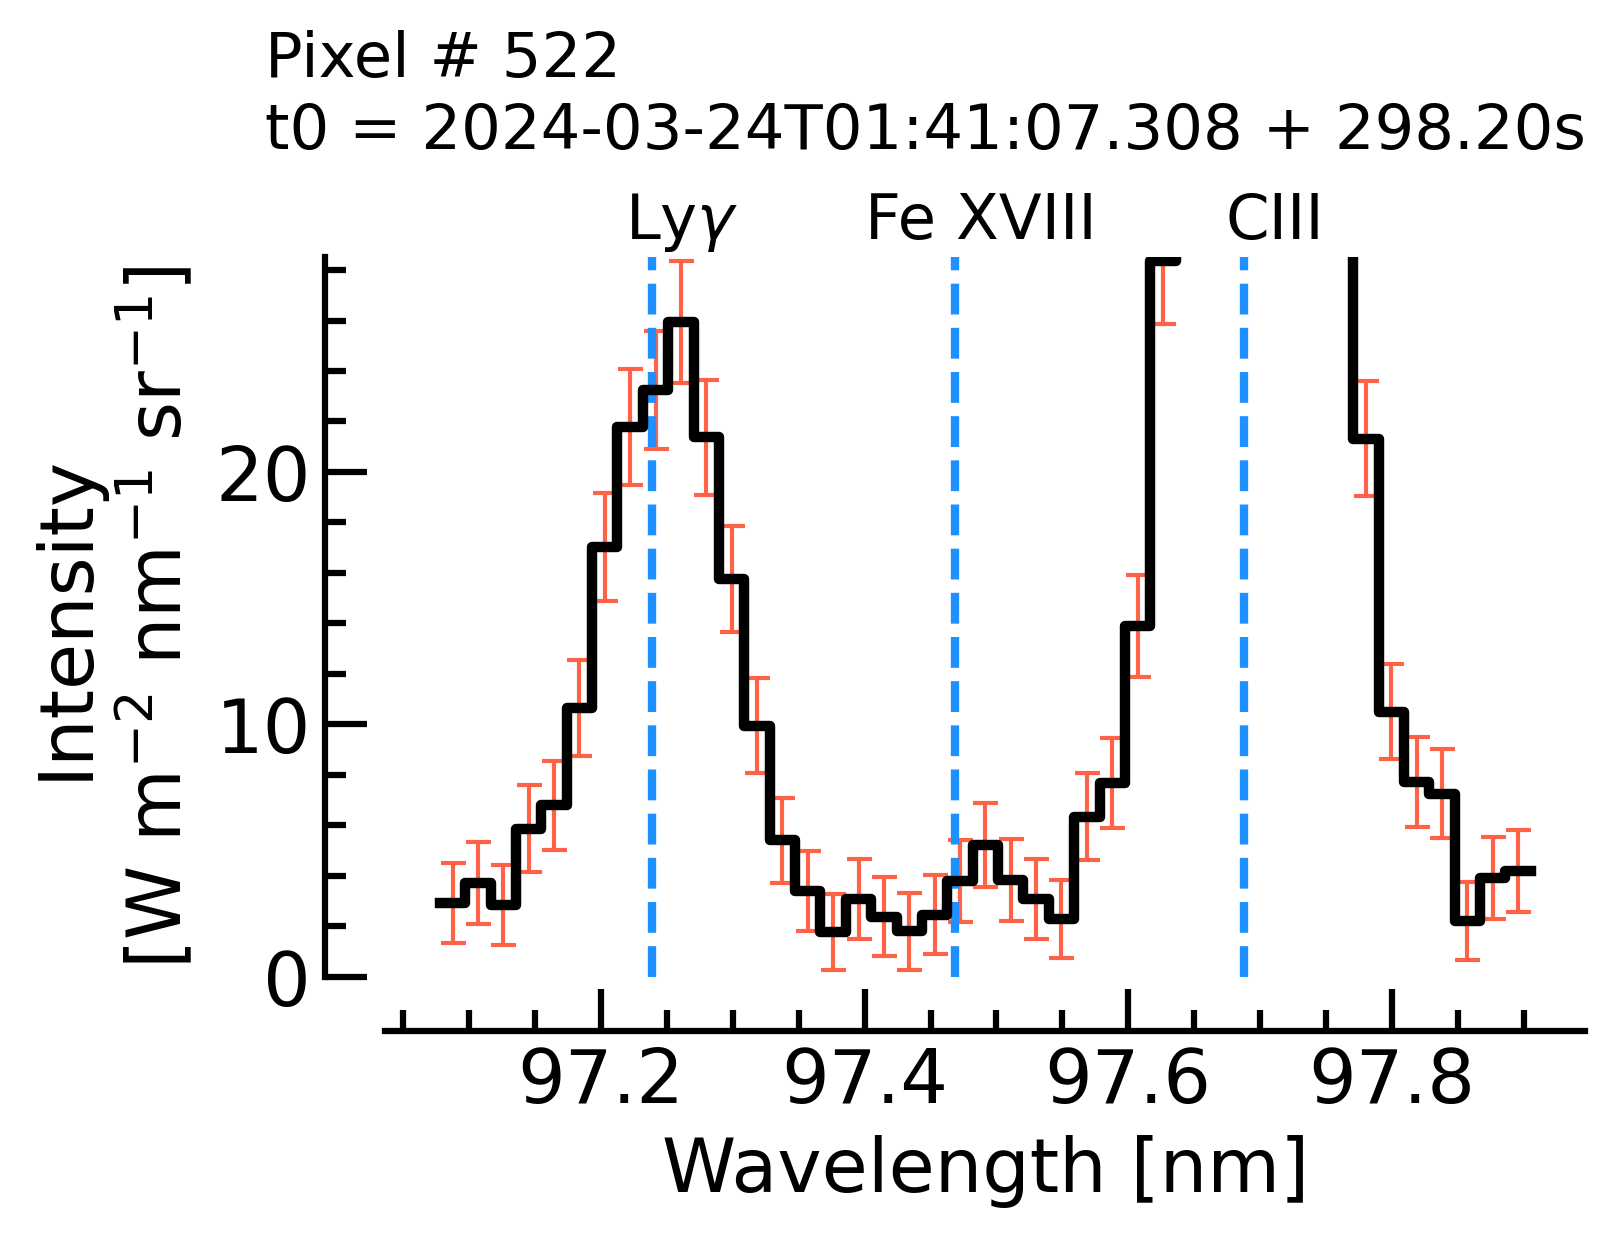 Pixel # 522
t0 = 2024-03-24T01:41:07.308 + 298.20s
Lyγ Fe XVIII CIII
Intensity
[W m⁻² nm⁻¹ sr⁻¹]
20
10
0
97.2 97.4 97.6 97.8
Wavelength [nm]